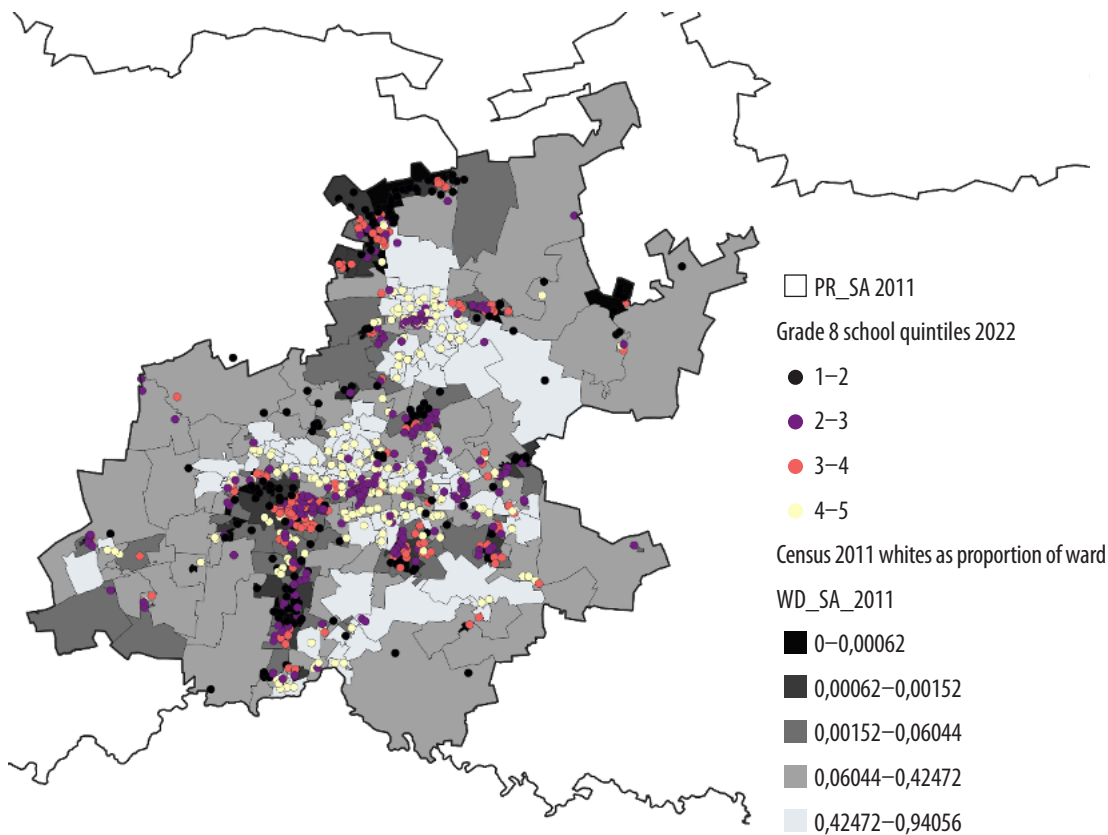 PR_SA 2011
Grade 8 school quintiles 2022
1–2
2–3
3–4
4–5
Census 2011 whites as proportion of ward
WD_SA_2011
0–0,00062
0,00062–0,00152
0,00152–0,06044
0,06044–0,42472
0,42472–0,94056